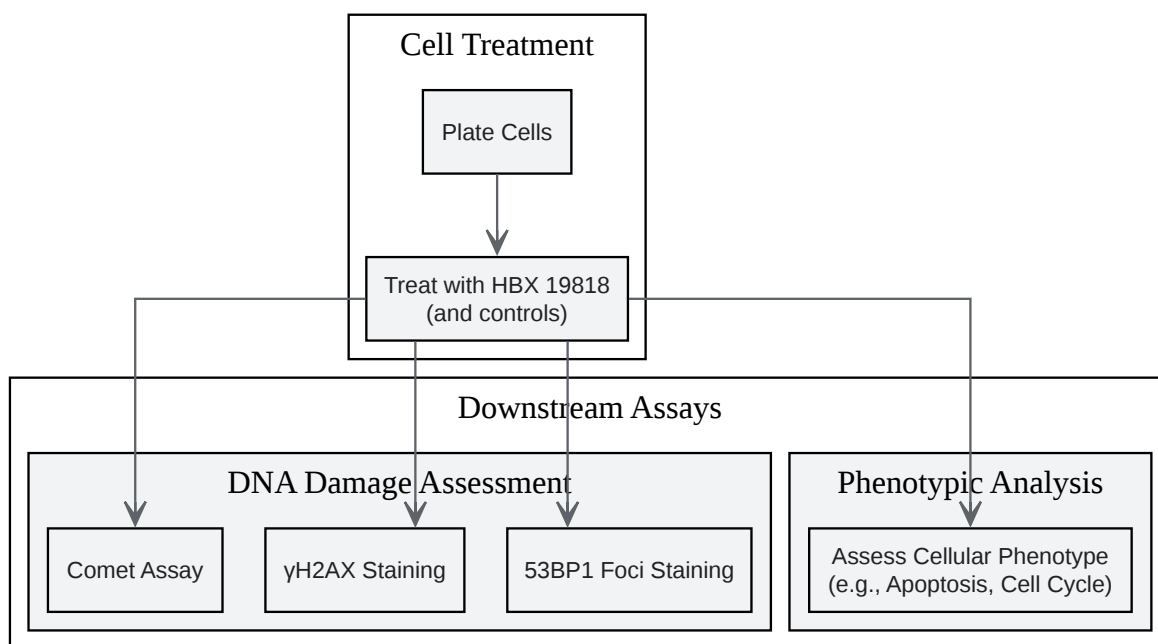 Cell Treatment
Plate Cells
Treat with HBX 19818
(and controls)
Downstream Assays
DNA Damage Assessment
Phenotypic Analysis
Comet Assay
γH2AX Staining
53BP1 Foci Staining
Assess Cellular Phenotype
(e.g., Apoptosis, Cell Cycle)